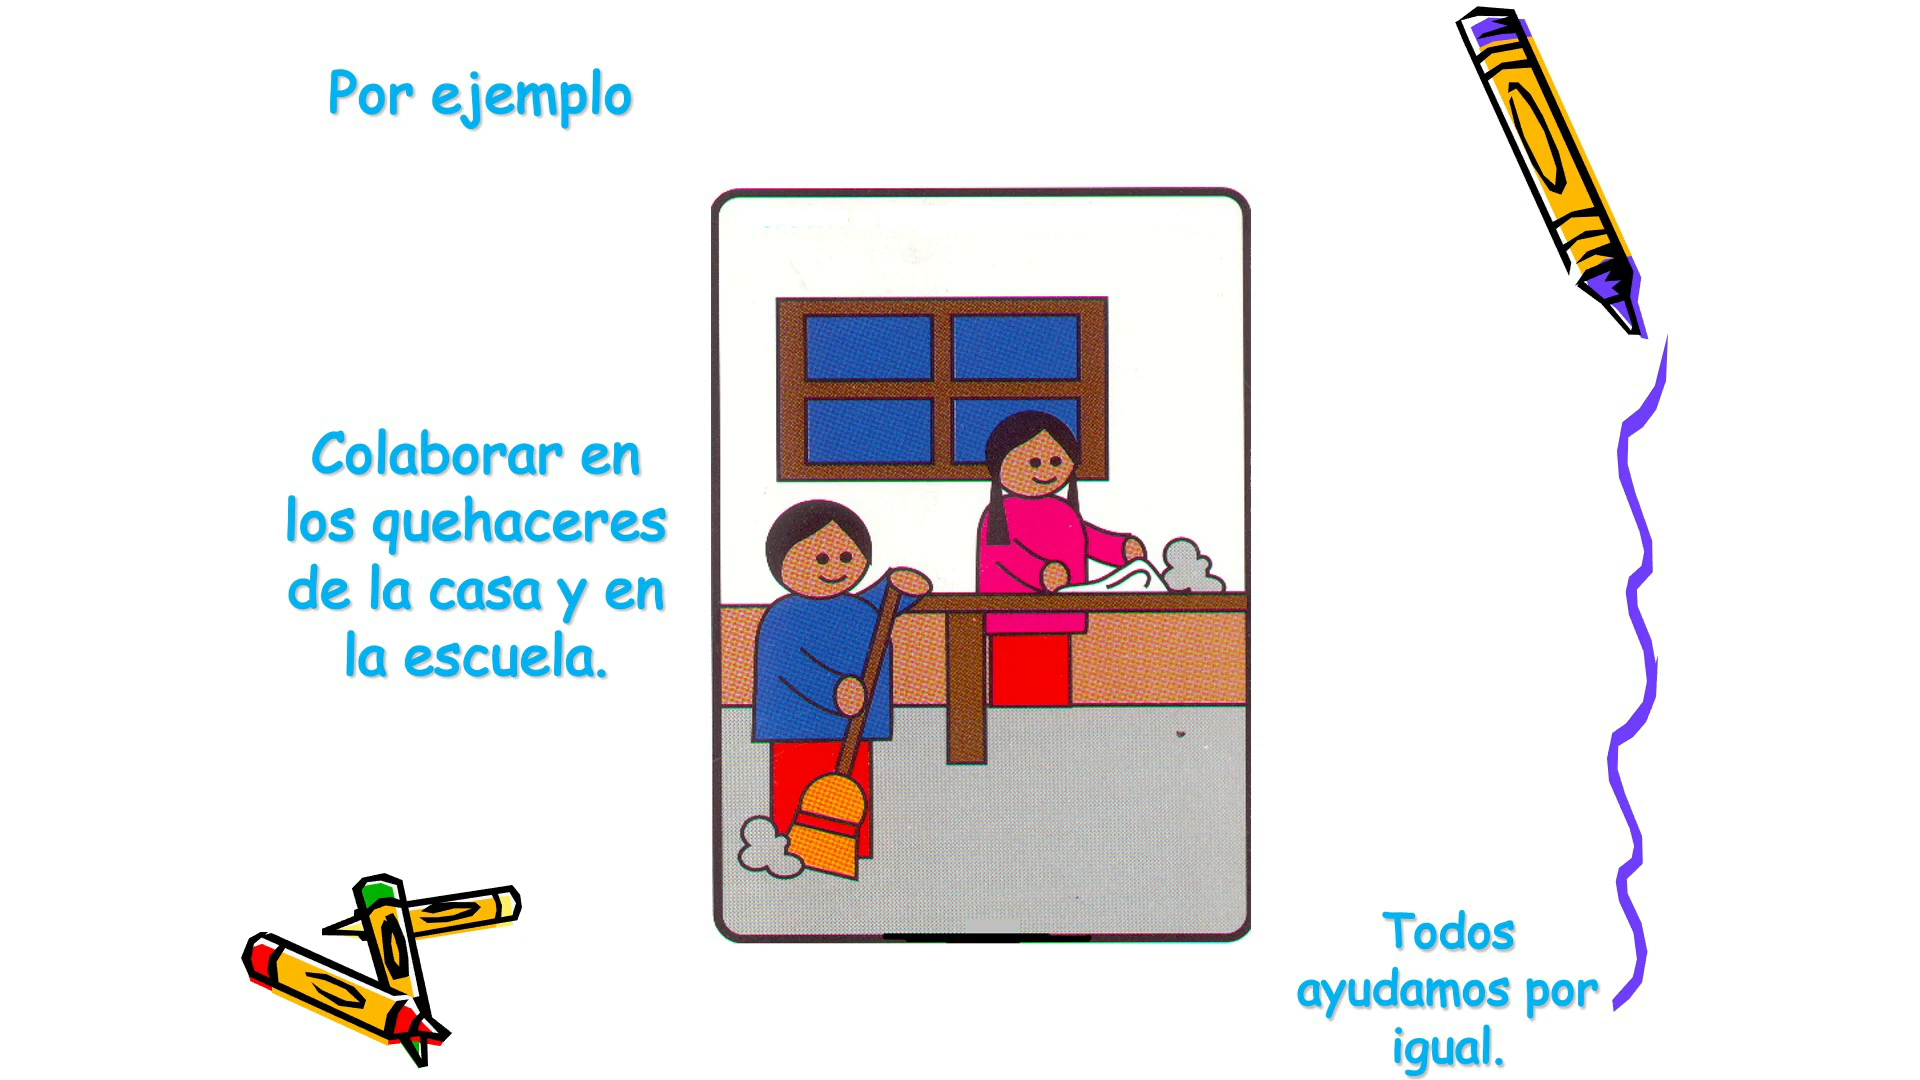 Por ejemplo
Colaborar en
los quehaceres
de la casa y en
la escuela.
Todos
ayudamos por
igual.